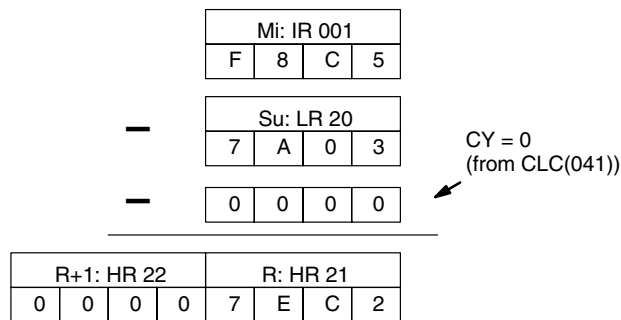 Mi: IR 001
F 8 C 5
–
Su: LR 20
7 A 0 3
CY = 0
(from CLC(041))
–
0 0 0 0
R+1: HR 22 R: HR 21
0 0 0 0 7 E C 2